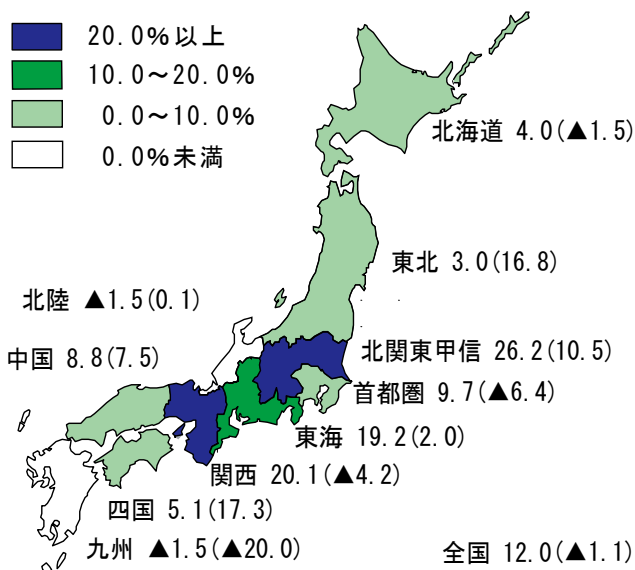 20.0%以上
10.0～20.0%
0.0～10.0%
0.0%未満
北海道 4.0(▲1.5)
東北 3.0(16.8)
北陸 ▲1.5(0.1)
中国 8.8(7.5)
北関東甲信 26.2(10.5)
首都圏 9.7(▲6.4)
東海 19.2(2.0)
関西 20.1(▲4.2)
四国 5.1(17.3)
九州 ▲1.5(▲20.0)
全国 12.0(▲1.1)